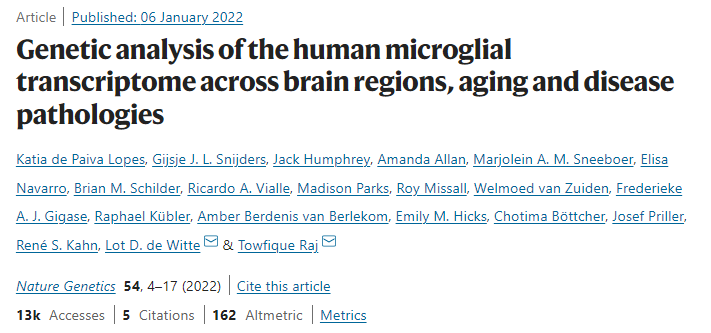 Article | Published: 06 January 2022
Genetic analysis of the human microglial
transcriptome across brain regions, aging and disease
pathologies
Katia de Paiva Lopes, Gijsje J. L. Snijders, Jack Humphrey, Amanda Allan, Marjolein A. M. Sneeboer, Elisa
Navarro, Brian M. Schilder, Ricardo A. Vialle, Madison Parks, Roy Missall, Welmoed van Zuiden, Frederieke
A. J. Gigase, Raphael Kübler, Amber Berdenis van Berlekom, Emily M. Hicks, Chotima Böttcher, Josef Priller,
René S. Kahn, Lot D. de Witte & Towfique Raj
Nature Genetics 54, 4–17 (2022) | Cite this article
13k Accesses | 5 Citations | 162 Altmetric | Metrics